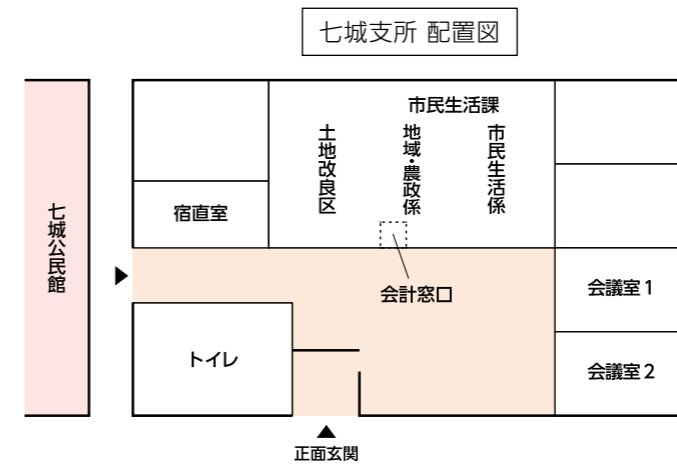 七城支所 配置図
市民生活課
土地改良区
地域・農政係
市民生活係
宿直室
七城公民館
会計窓口
会議室1
トイレ
会議室2
正面玄関